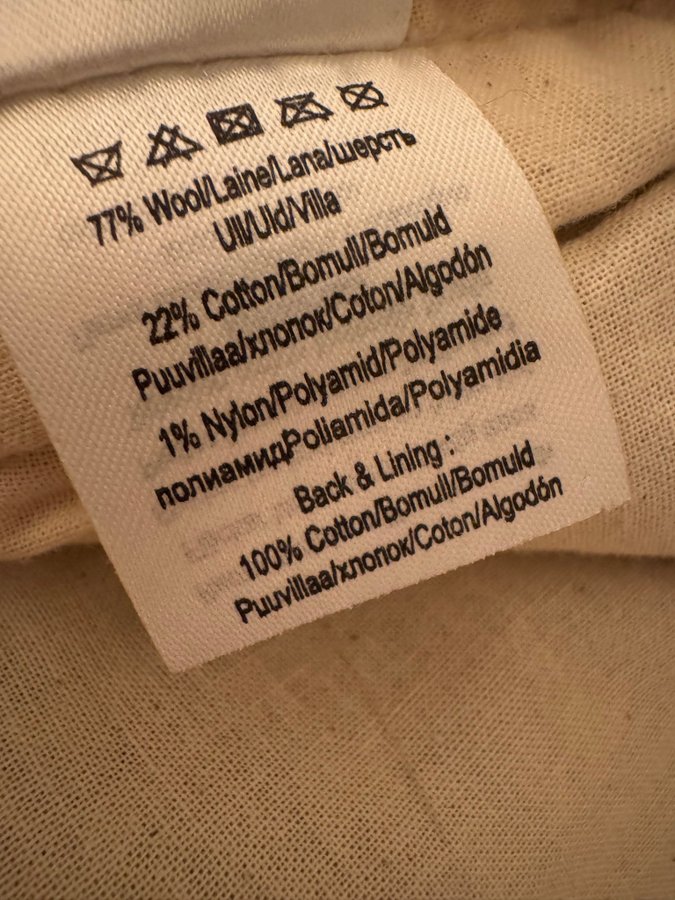 77% Wool/Laine/Lana/шерсть
Ull/Uld/Villa
22% Cotton/Bomull/Bomuld
Puuvillaa/хлопок/Coton/Algodón
1% Nylon/Polyamid/Polyamide
полиамидPoliamida/Polyamidia
Back & Lining :
100% Cotton/Bomull/Bomuld
Puuvillaa/хлопок/Coton/Algodón